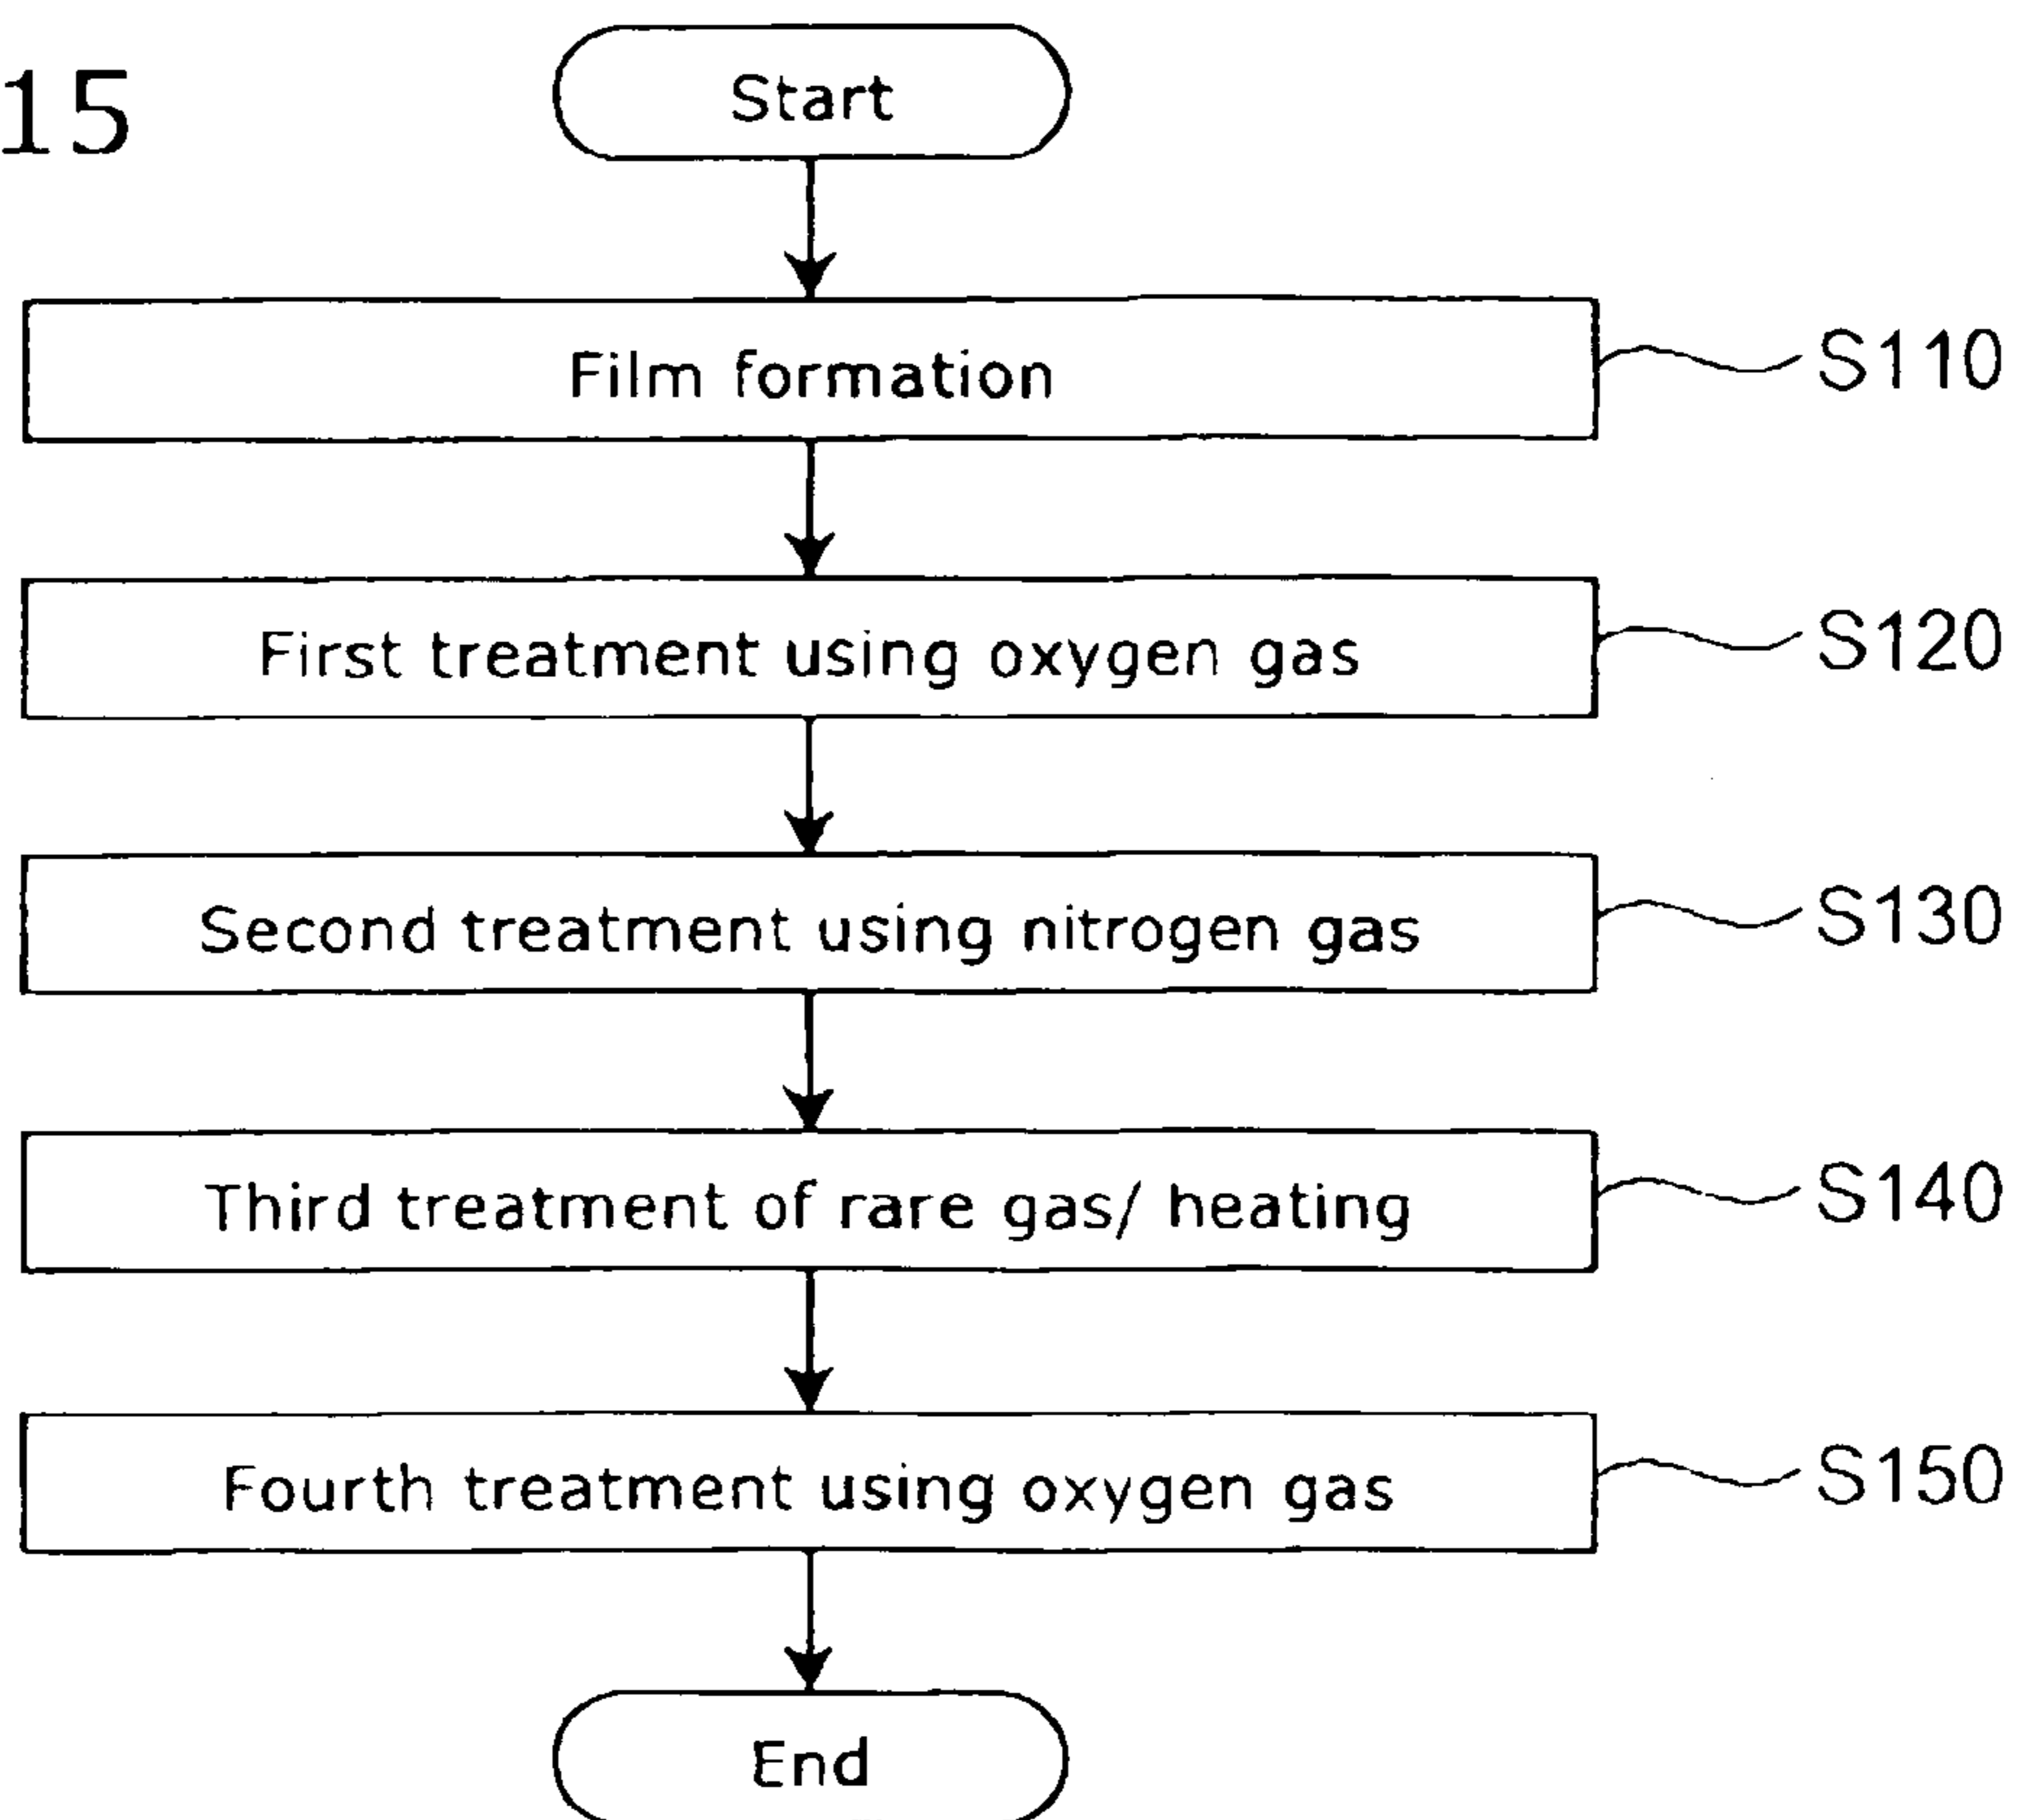 15
Start
Film formation
S110
First treatment using oxygen gas
S120
Second treatment using nitrogen gas
S130
Third treatment of rare gas/ heating
S140
Fourth treatment using oxygen gas
S150
End